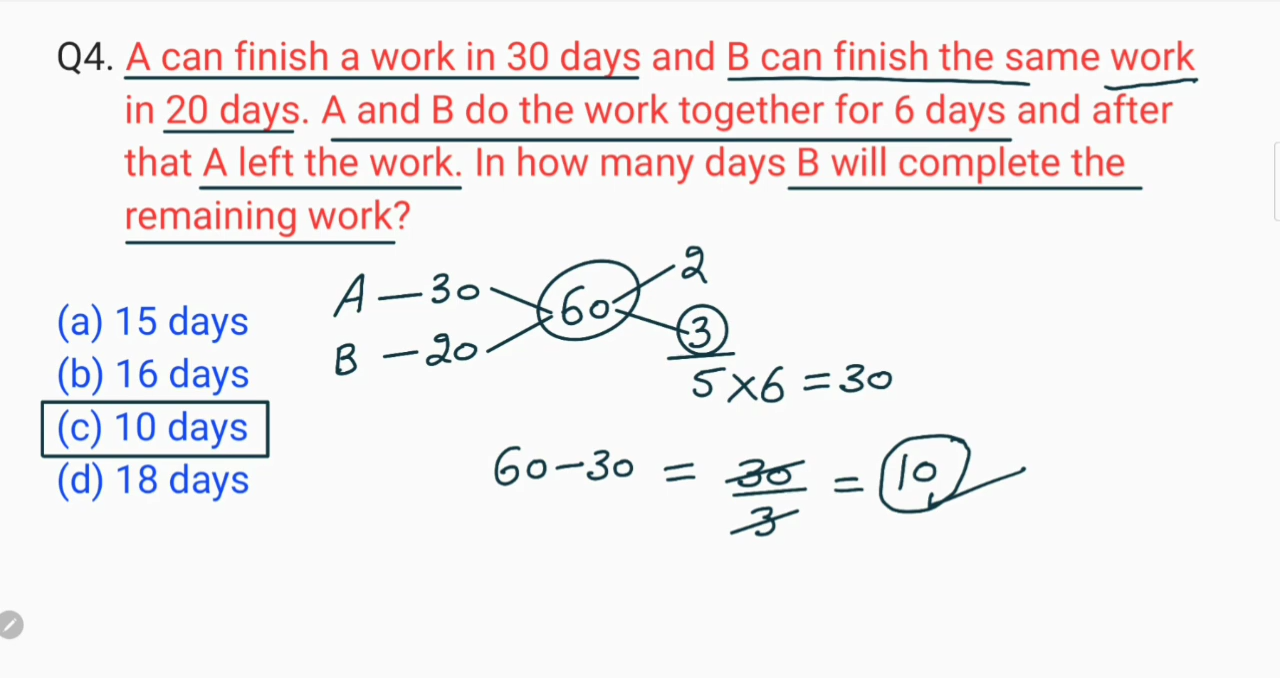 Q4. A can finish a work in 30 days and B can finish the same work
in 20 days. A and B do the work together for 6 days and after
that A left the work. In how many days B will complete the
remaining work?
(a) 15 days
(b) 16 days
(c) 10 days
(d) 18 days
A — 30
B — 20
60
2
3
5 × 6 = 30
60 - 30 = 30/3 = 10